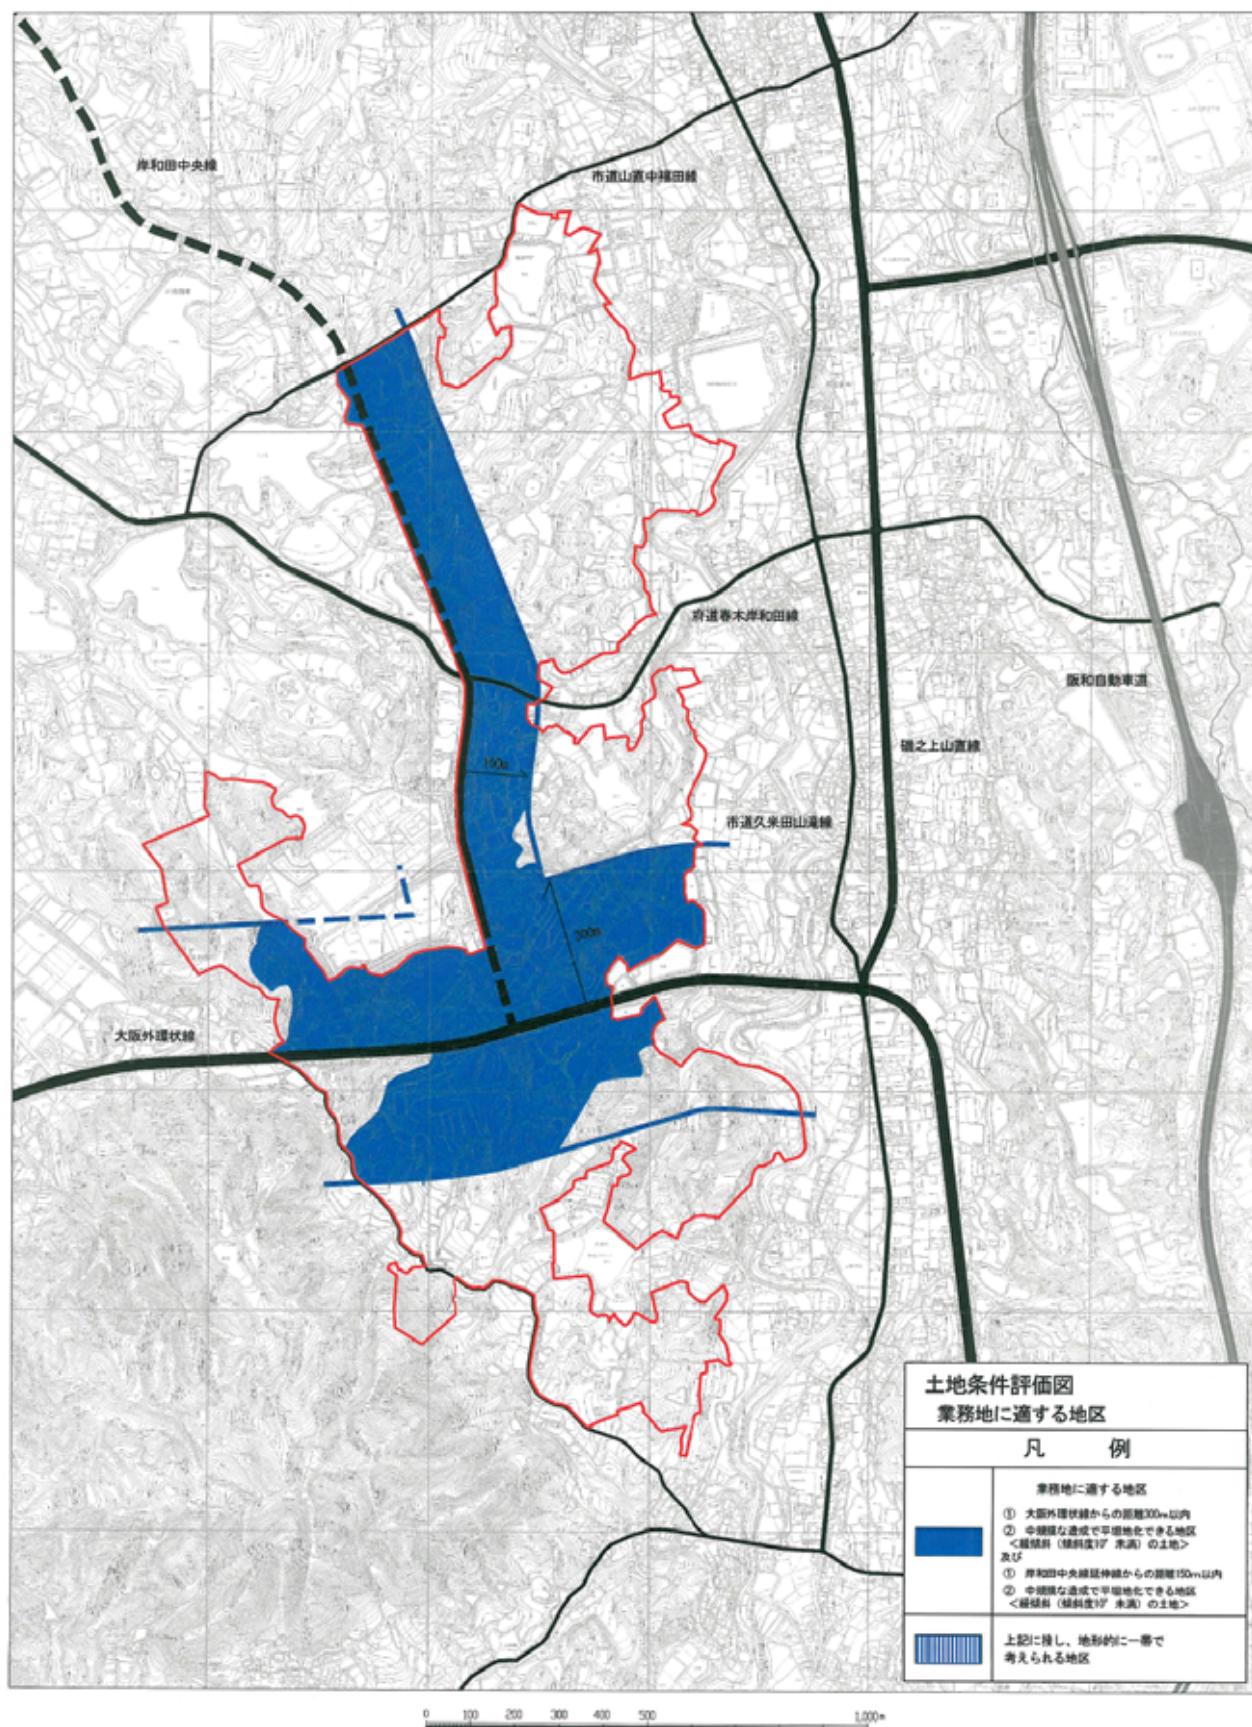 岸和田中央線
市道山直中福田線
府道春木岸和田線
阪和自動車道
磯之上山直線
150m
市道久米田山滝線
300m
大阪外環状線
土地条件評価図
業務地に適する地区
凡 例
業務地に適する地区
① 大阪外環状線からの距離300m以内
② 中規模な造成で平坦地化できる地区
<緩傾斜（傾斜度10°未満）の土地>
及び
① 岸和田中央線延伸線からの距離150m以内
② 中規模な造成で平坦地化できる地区
<緩傾斜（傾斜度10°未満）の土地>
上記に接し、地形的に一帯で
考えられる地区
0 100 200 300 400 500 1,000m